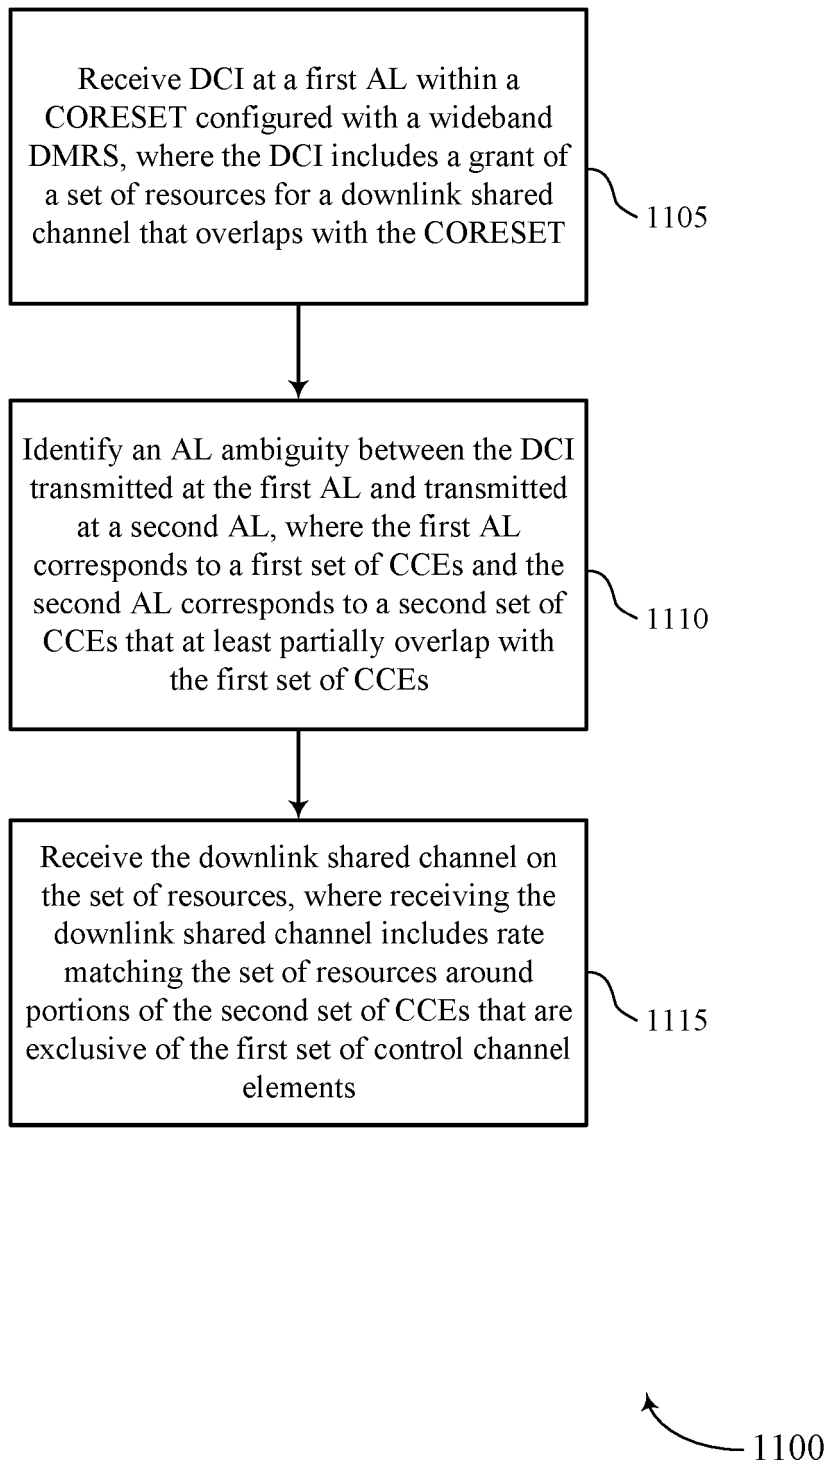 Receive DCI at a first AL within a
CORESET configured with a wideband
DMRS, where the DCI includes a grant of
a set of resources for a downlink shared
channel that overlaps with the CORESET
1105
Identify an AL ambiguity between the DCI
transmitted at the first AL and transmitted
at a second AL, where the first AL
corresponds to a first set of CCEs and the
second AL corresponds to a second set of
CCEs that at least partially overlap with
the first set of CCEs
1110
Receive the downlink shared channel on
the set of resources, where receiving the
downlink shared channel includes rate
matching the set of resources around
portions of the second set of CCEs that are
exclusive of the first set of control channel
elements
1115
1100